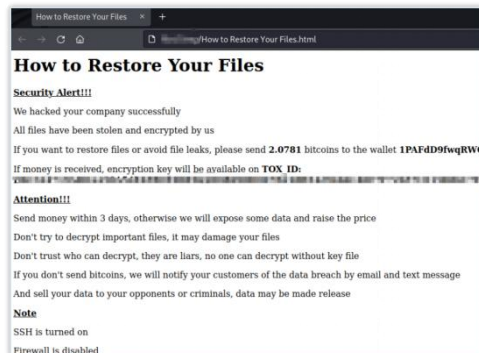 How to Restore Your Files
/How to Restore Your Files.html
How to Restore Your Files
Security Alert!!!
We hacked your company successfully
All files have been stolen and encrypted by us
If you want to restore files or avoid file leaks, please send 2.0781 bitcoins to the wallet 1PAFdD9fwqRW
If money is received, encryption key will be available on TOX_ID:
Attention!!!
Send money within 3 days, otherwise we will expose some data and raise the price
Don't try to decrypt important files, it may damage your files
Don't trust who can decrypt, they are liars, no one can decrypt without key file
If you don't send bitcoins, we will notify your customers of the data breach by email and text message
And sell your data to your opponents or criminals, data may be made release
Note
SSH is turned on
Firewall is disabled